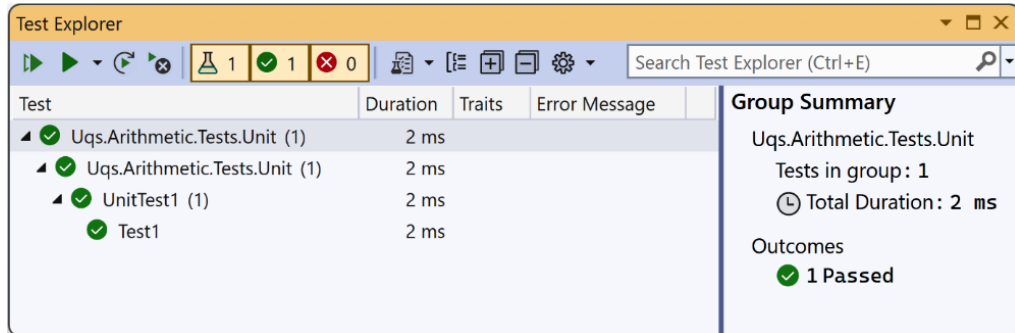 Test Explorer
1 1 0 Search Test Explorer (Ctrl+E)
Test Duration Traits Error Message
Uqs.Arithmetic.Tests.Unit (1) 2 ms
Uqs.Arithmetic.Tests.Unit (1) 2 ms
UnitTest1 (1) 2 ms
Test1 2 ms
Group Summary
Uqs.Arithmetic.Tests.Unit
Tests in group: 1
Total Duration: 2 ms
Outcomes
1 Passed